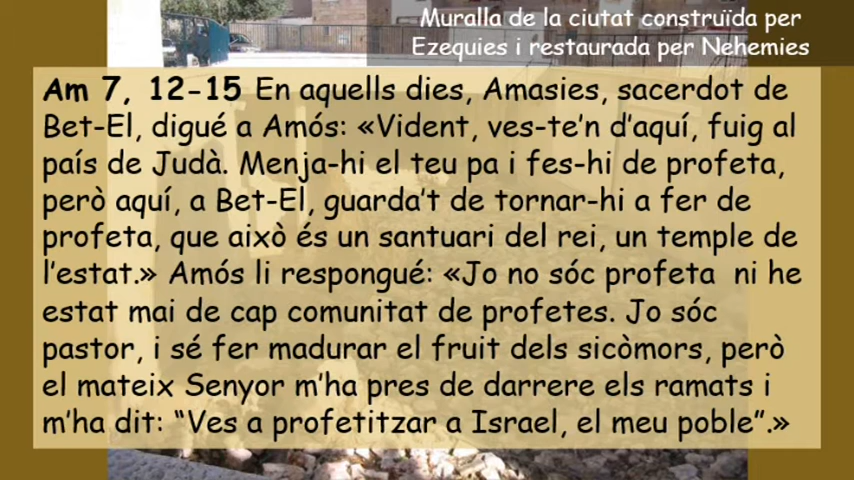 Muralla de la ciutat construïda per
Ezequies i restaurada per Nehemies
Am 7, 12-15 En aquells dies, Amasies, sacerdot de
Bet-El, digué a Amós: «Vident, ves-te’n d’aquí, fuig al
país de Judà. Menja-hi el teu pa i fes-hi de profeta,
però aquí, a Bet-El, guarda’t de tornar-hi a fer de
profeta, que això és un santuari del rei, un temple de
l’estat.» Amós li respongué: «Jo no sóc profeta ni he
estat mai de cap comunitat de profetes. Jo sóc
pastor, i sé fer madurar el fruit dels sicòmors, però
el mateix Senyor m’ha pres de darrere els ramats i
m’ha dit: “Ves a profetitzar a Israel, el meu poble”.»